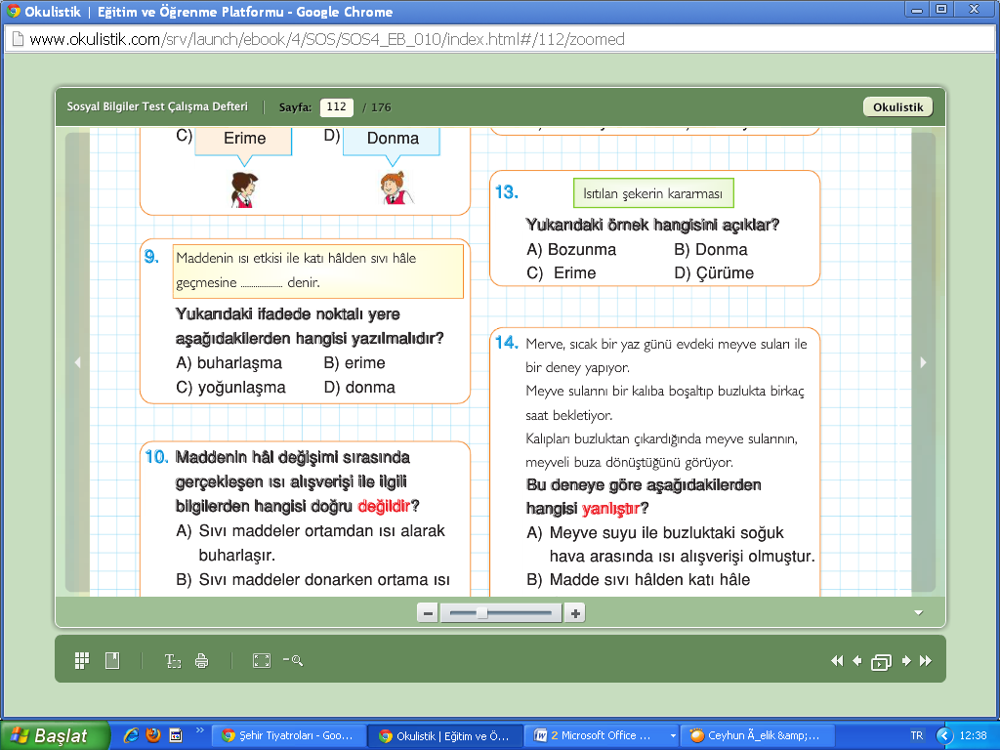 Okulistik | Eğitim ve Öğrenme Platformu - Google Chrome
www.okulistik.com/srv/launch/ebook/4/SOS/SOS4_EB_010/index.html#/112/zoomed
Sosyal Bilgiler Test Çalışma Defteri
Sayfa: 112 / 176
Okulistik
C) Erime D) Donma
9. Maddenin ısı etkisi ile katı hâlden sıvı hâle
geçmesine .................... denir.
Yukarıdaki ifadede noktalı yere
aşağıdakilerden hangisi yazılmalıdır?
A) buharlaşma B) erime
C) yoğunlaşma D) donma
10. Maddenin hâl değişimi sırasında
gerçekleşen ısı alışverişi ile ilgili
bilgilerden hangisi doğru değildir?
A) Sıvı maddeler ortamdan ısı alarak
buharlaşır.
B) Sıvı maddeler donarken ortama ısı
13. Isıtılan şekerin kararması
Yukarıdaki örnek hangisini açıklar?
A) Bozunma B) Donma
C) Erime D) Çürüme
14. Merve, sıcak bir yaz günü evdeki meyve suları ile
bir deney yapıyor.
Meyve sularını bir kalıba boşaltıp buzlukta birkaç
saat bekletiyor.
Kalıpları buzluktan çıkardığında meyve sularının,
meyveli buza dönüştüğünü görüyor.
Bu deneye göre aşağıdakilerden
hangisi yanlıştır?
A) Meyve suyu ile buzluktaki soğuk
hava arasında ısı alışverişi olmuştur.
B) Madde sıvı hâlden katı hâle
Başlat
Şehir Tiyatroları - Goo...
Okulistik | Eğitim ve Ö...
2 Microsoft Office ...
Ceyhun Ã_elik &amp;...
TR
12:38